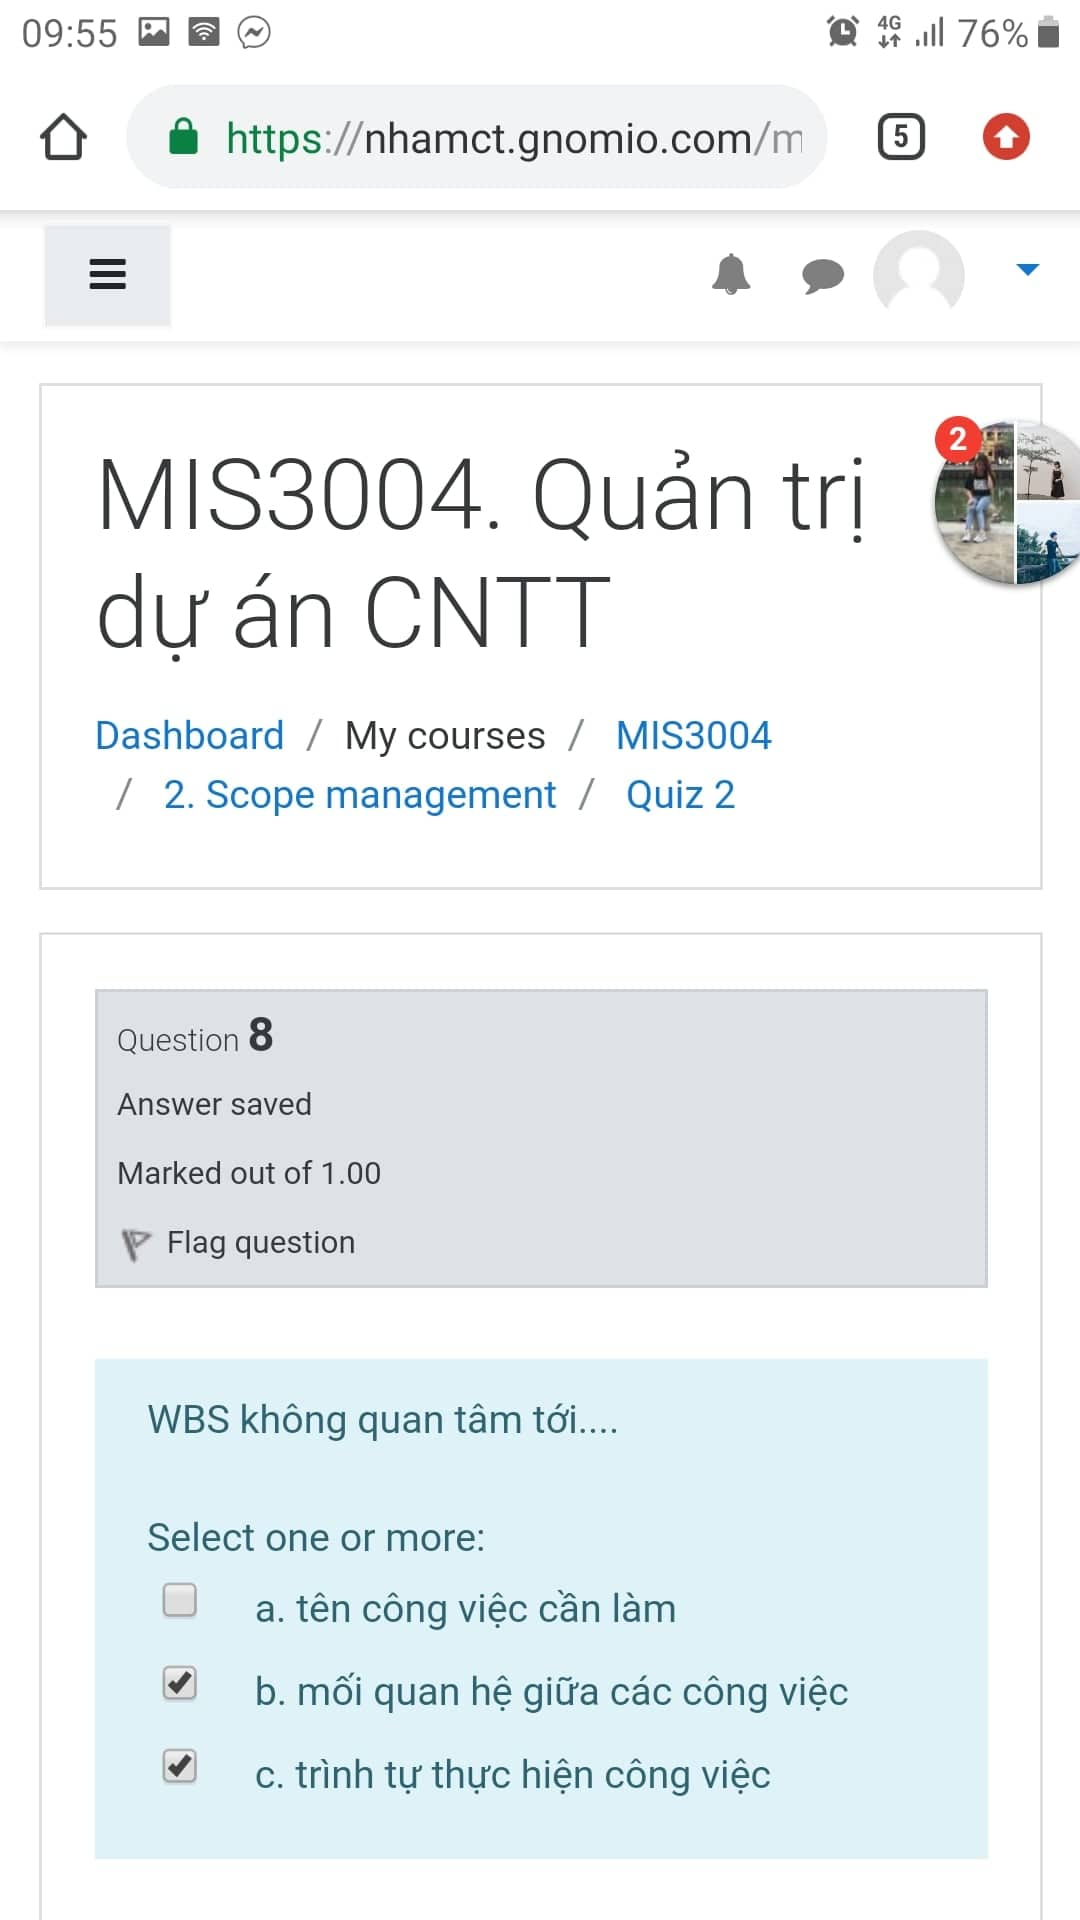 09:55
4G
76%
https://nhamct.gnomio.com/m
5
2
MIS3004. Quản trị
dự án CNTT
Dashboard / My courses / MIS3004
/ 2. Scope management / Quiz 2
Question 8
Answer saved
Marked out of 1.00
Flag question
WBS không quan tâm tới....
Select one or more:
a. tên công việc cần làm
b. mối quan hệ giữa các công việc
c. trình tự thực hiện công việc